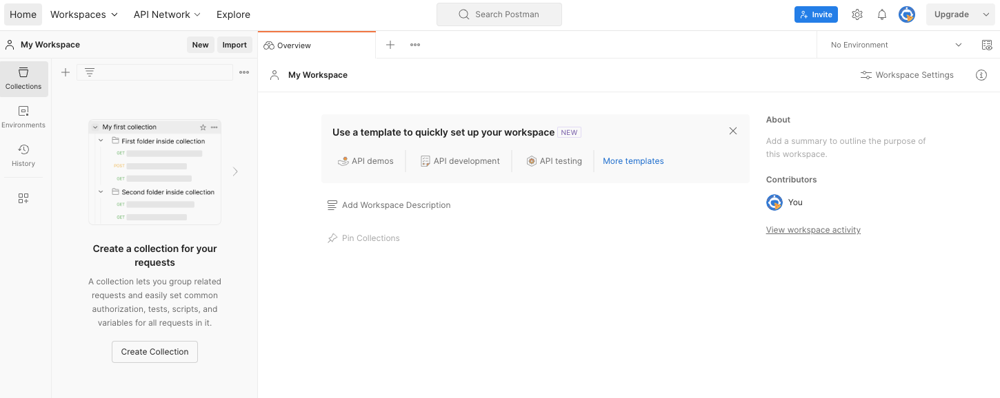 Home Workspaces API Network Explore Search Postman Invite Upgrade
My Workspace New Import Overview No Environment
Collections
Environments
History
My first collection
First folder inside collection
GET
POST
GET
Second folder inside collection
GET
GET
Create a collection for your
requests
A collection lets you group related
requests and easily set common
authorization, tests, scripts, and
variables for all requests in it.
Create Collection
My Workspace Workspace Settings
Use a template to quickly set up your workspace NEW
API demos API development API testing More templates
Add Workspace Description
Pin Collections
About
Add a summary to outline the purpose of
this workspace.
Contributors
You
View workspace activity